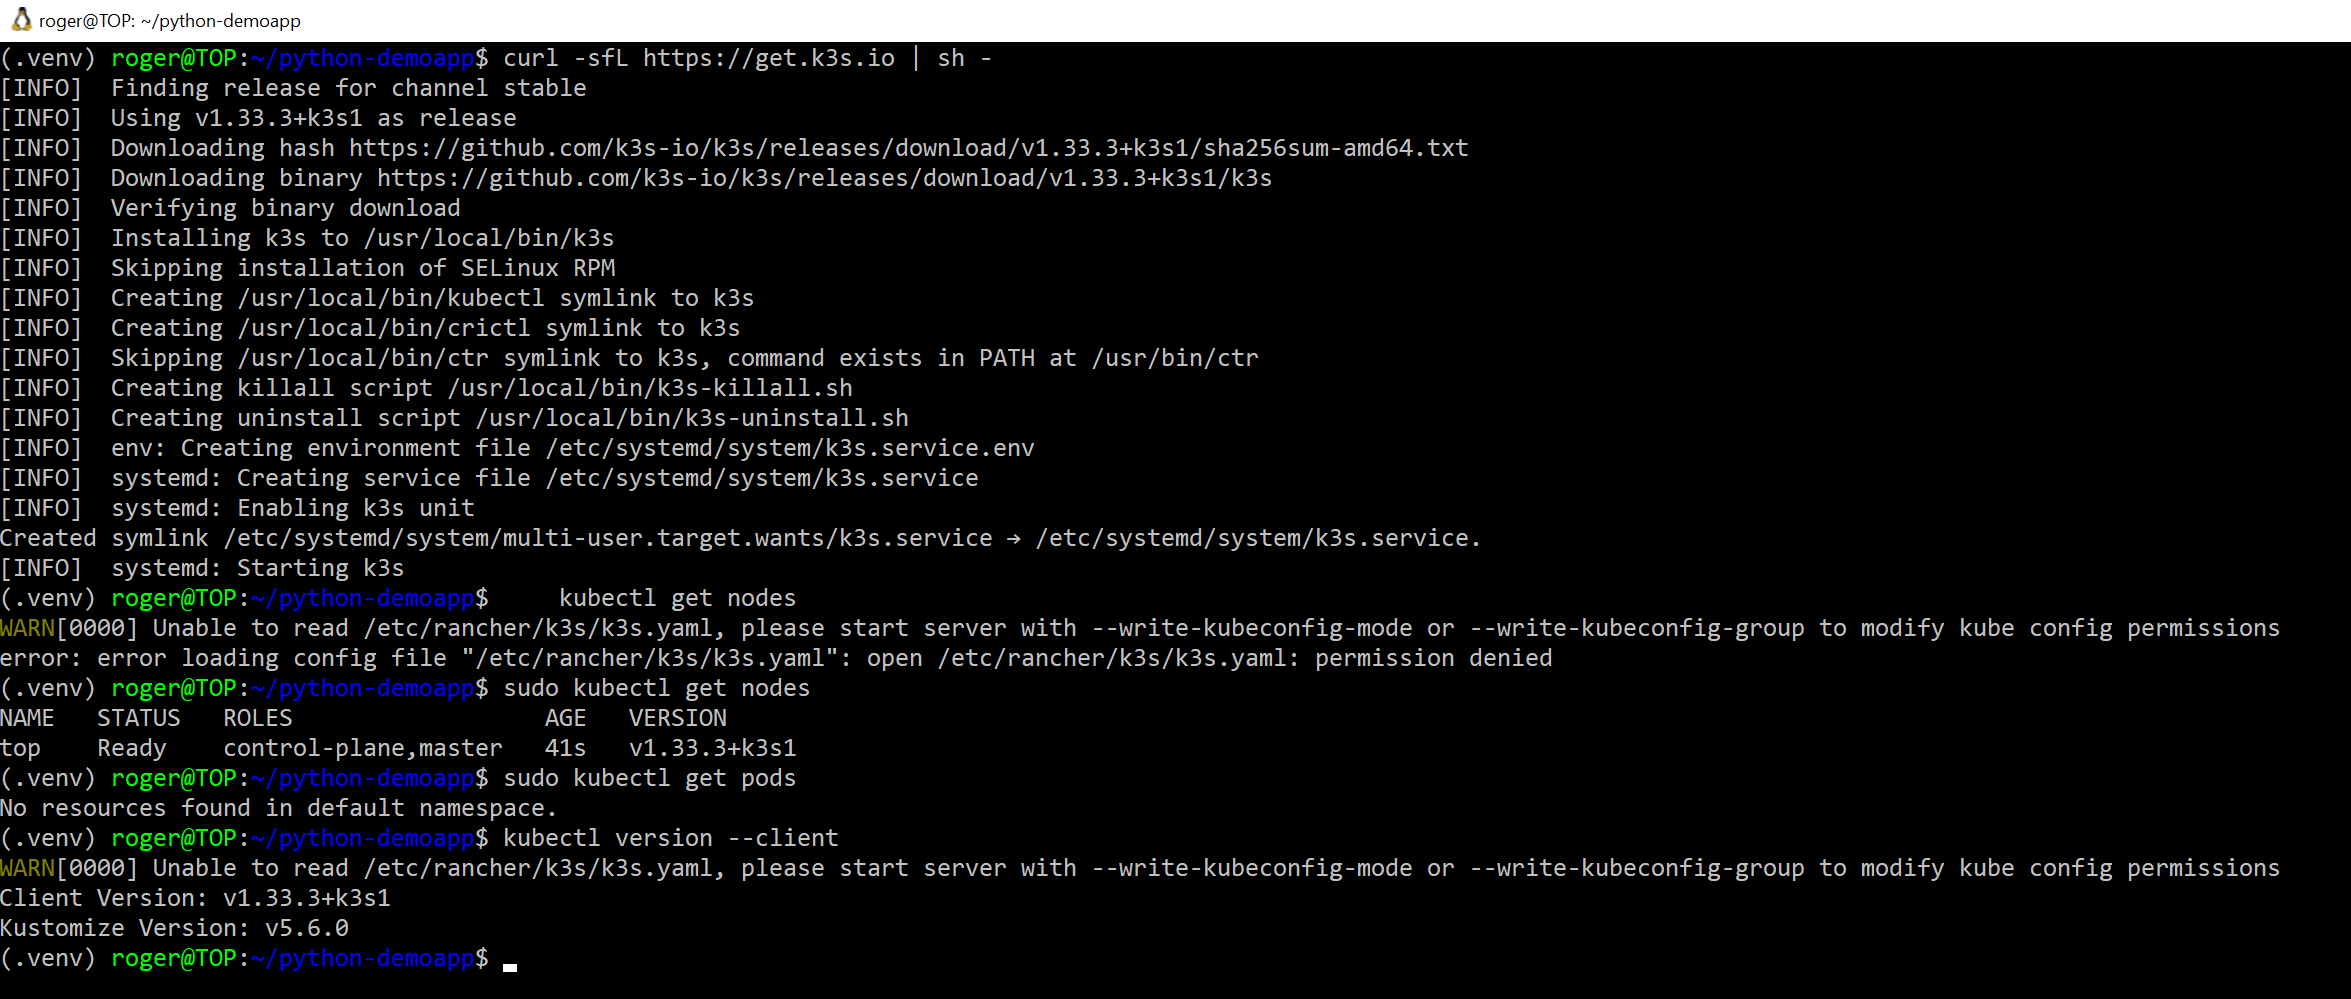 roger@TOP: ~/python-demoapp
(.venv) roger@TOP:~/python-demoapp$ curl -sfL https://get.k3s.io | sh -
[INFO]  Finding release for channel stable
[INFO]  Using v1.33.3+k3s1 as release
[INFO]  Downloading hash https://github.com/k3s-io/k3s/releases/download/v1.33.3+k3s1/sha256sum-amd64.txt
[INFO]  Downloading binary https://github.com/k3s-io/k3s/releases/download/v1.33.3+k3s1/k3s
[INFO]  Verifying binary download
[INFO]  Installing k3s to /usr/local/bin/k3s
[INFO]  Skipping installation of SELinux RPM
[INFO]  Creating /usr/local/bin/kubectl symlink to k3s
[INFO]  Creating /usr/local/bin/crictl symlink to k3s
[INFO]  Skipping /usr/local/bin/ctr symlink to k3s, command exists in PATH at /usr/bin/ctr
[INFO]  Creating killall script /usr/local/bin/k3s-killall.sh
[INFO]  Creating uninstall script /usr/local/bin/k3s-uninstall.sh
[INFO]  env: Creating environment file /etc/systemd/system/k3s.service.env
[INFO]  systemd: Creating service file /etc/systemd/system/k3s.service
[INFO]  systemd: Enabling k3s unit
Created symlink /etc/systemd/system/multi-user.target.wants/k3s.service → /etc/systemd/system/k3s.service.
[INFO]  systemd: Starting k3s
(.venv) roger@TOP:~/python-demoapp$     kubectl get nodes
WARN[0000] Unable to read /etc/rancher/k3s/k3s.yaml, please start server with --write-kubeconfig-mode or --write-kubeconfig-group to modify kube config permissions
error: error loading config file "/etc/rancher/k3s/k3s.yaml": open /etc/rancher/k3s/k3s.yaml: permission denied
(.venv) roger@TOP:~/python-demoapp$ sudo kubectl get nodes
NAME   STATUS   ROLES                  AGE   VERSION
top    Ready    control-plane,master   41s   v1.33.3+k3s1
(.venv) roger@TOP:~/python-demoapp$ sudo kubectl get pods
No resources found in default namespace.
(.venv) roger@TOP:~/python-demoapp$ kubectl version --client
WARN[0000] Unable to read /etc/rancher/k3s/k3s.yaml, please start server with --write-kubeconfig-mode or --write-kubeconfig-group to modify kube config permissions
Client Version: v1.33.3+k3s1
Kustomize Version: v5.6.0
(.venv) roger@TOP:~/python-demoapp$